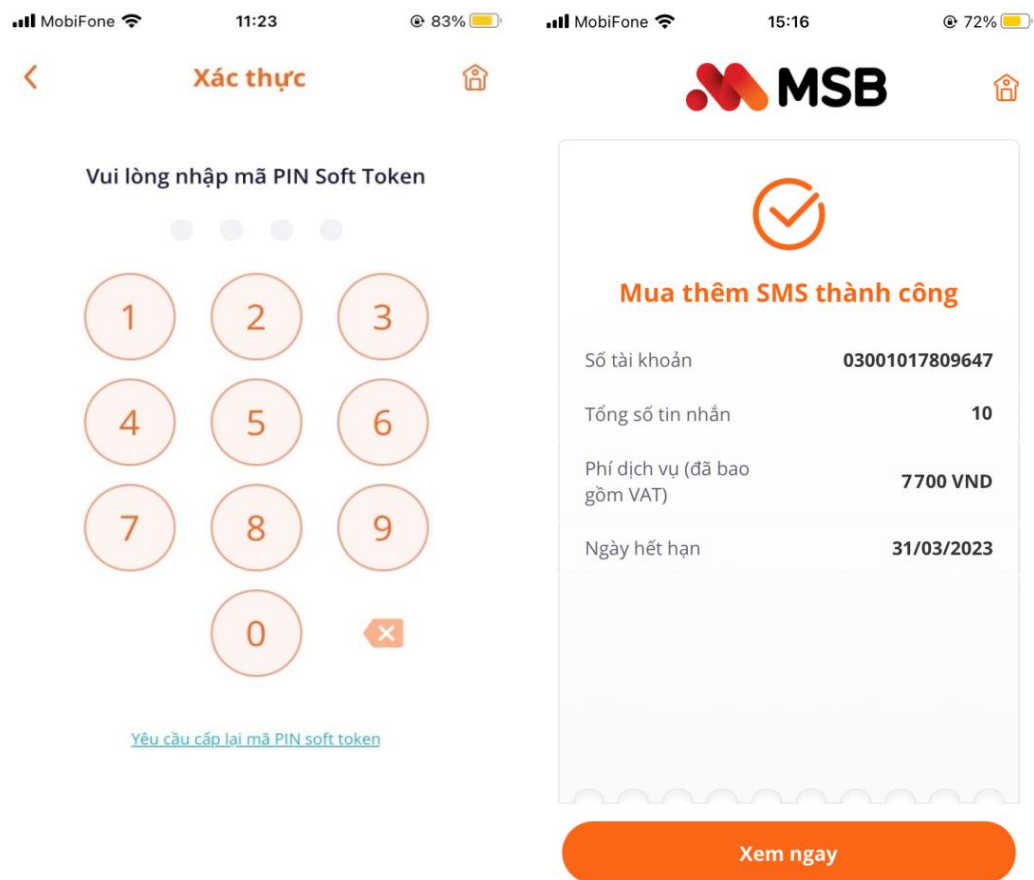 MobiFone 11:23 83%
Xác thực
Vui lòng nhập mã PIN Soft Token
1 2 3
4 5 6
7 8 9
0
Yêu cầu cấp lại mã PIN soft token
MobiFone 15:16 72%
MSB
Mua thêm SMS thành công
Số tài khoản 03001017809647
Tổng số tin nhắn 10
Phí dịch vụ (đã bao
gồm VAT) 7700 VND
Ngày hết hạn 31/03/2023
Xem ngay